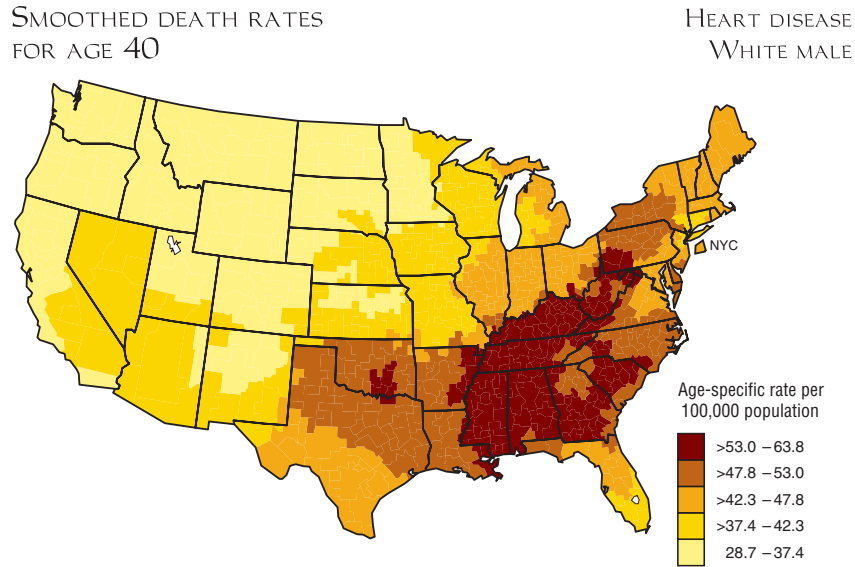 Smoothed death rates
for age 40
Heart disease
White male
NYC
Age-specific rate per
100,000 population
>53.0 – 63.8
>47.8 – 53.0
>42.3 – 47.8
>37.4 – 42.3
28.7 – 37.4